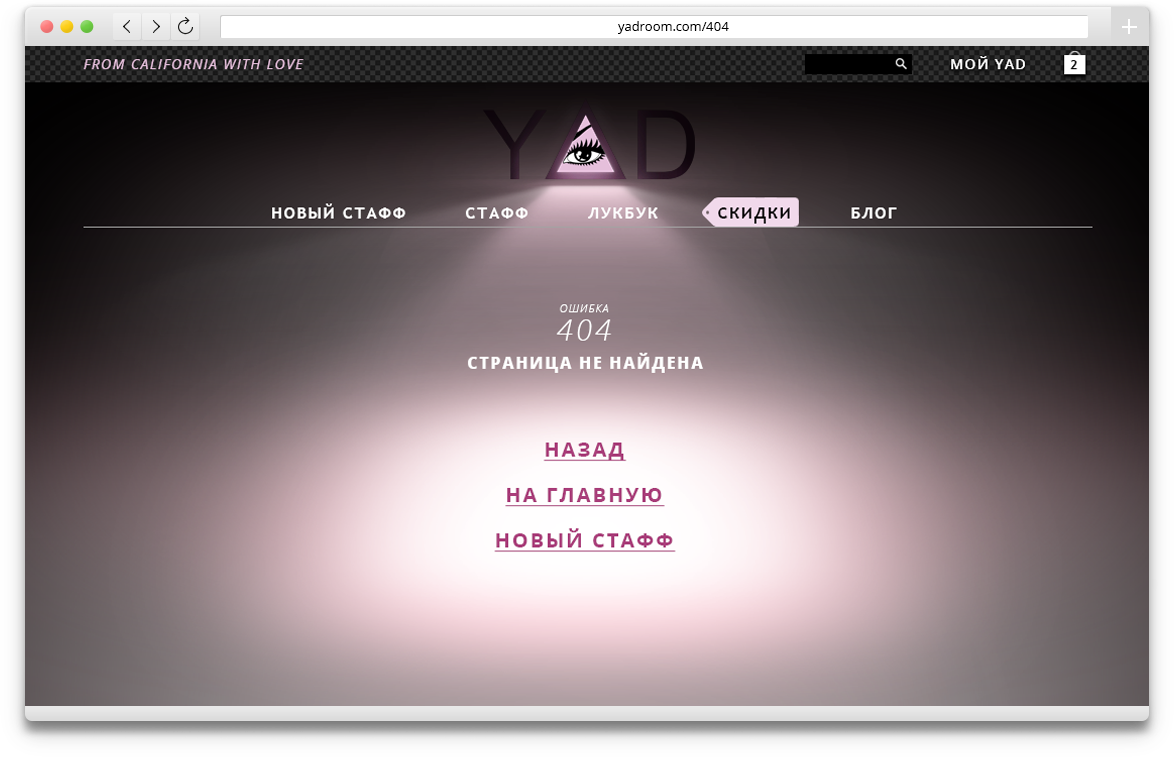 yadroom.com/404
FROM CALIFORNIA WITH LOVE
МОЙ YAD
2
YAD
НОВЫЙ СТАФФ СТАФФ ЛУКБУК СКИДКИ БЛОГ
ОШИБКА
404
СТРАНИЦА НЕ НАЙДЕНА
НАЗАД
НА ГЛАВНУЮ
НОВЫЙ СТАФФ